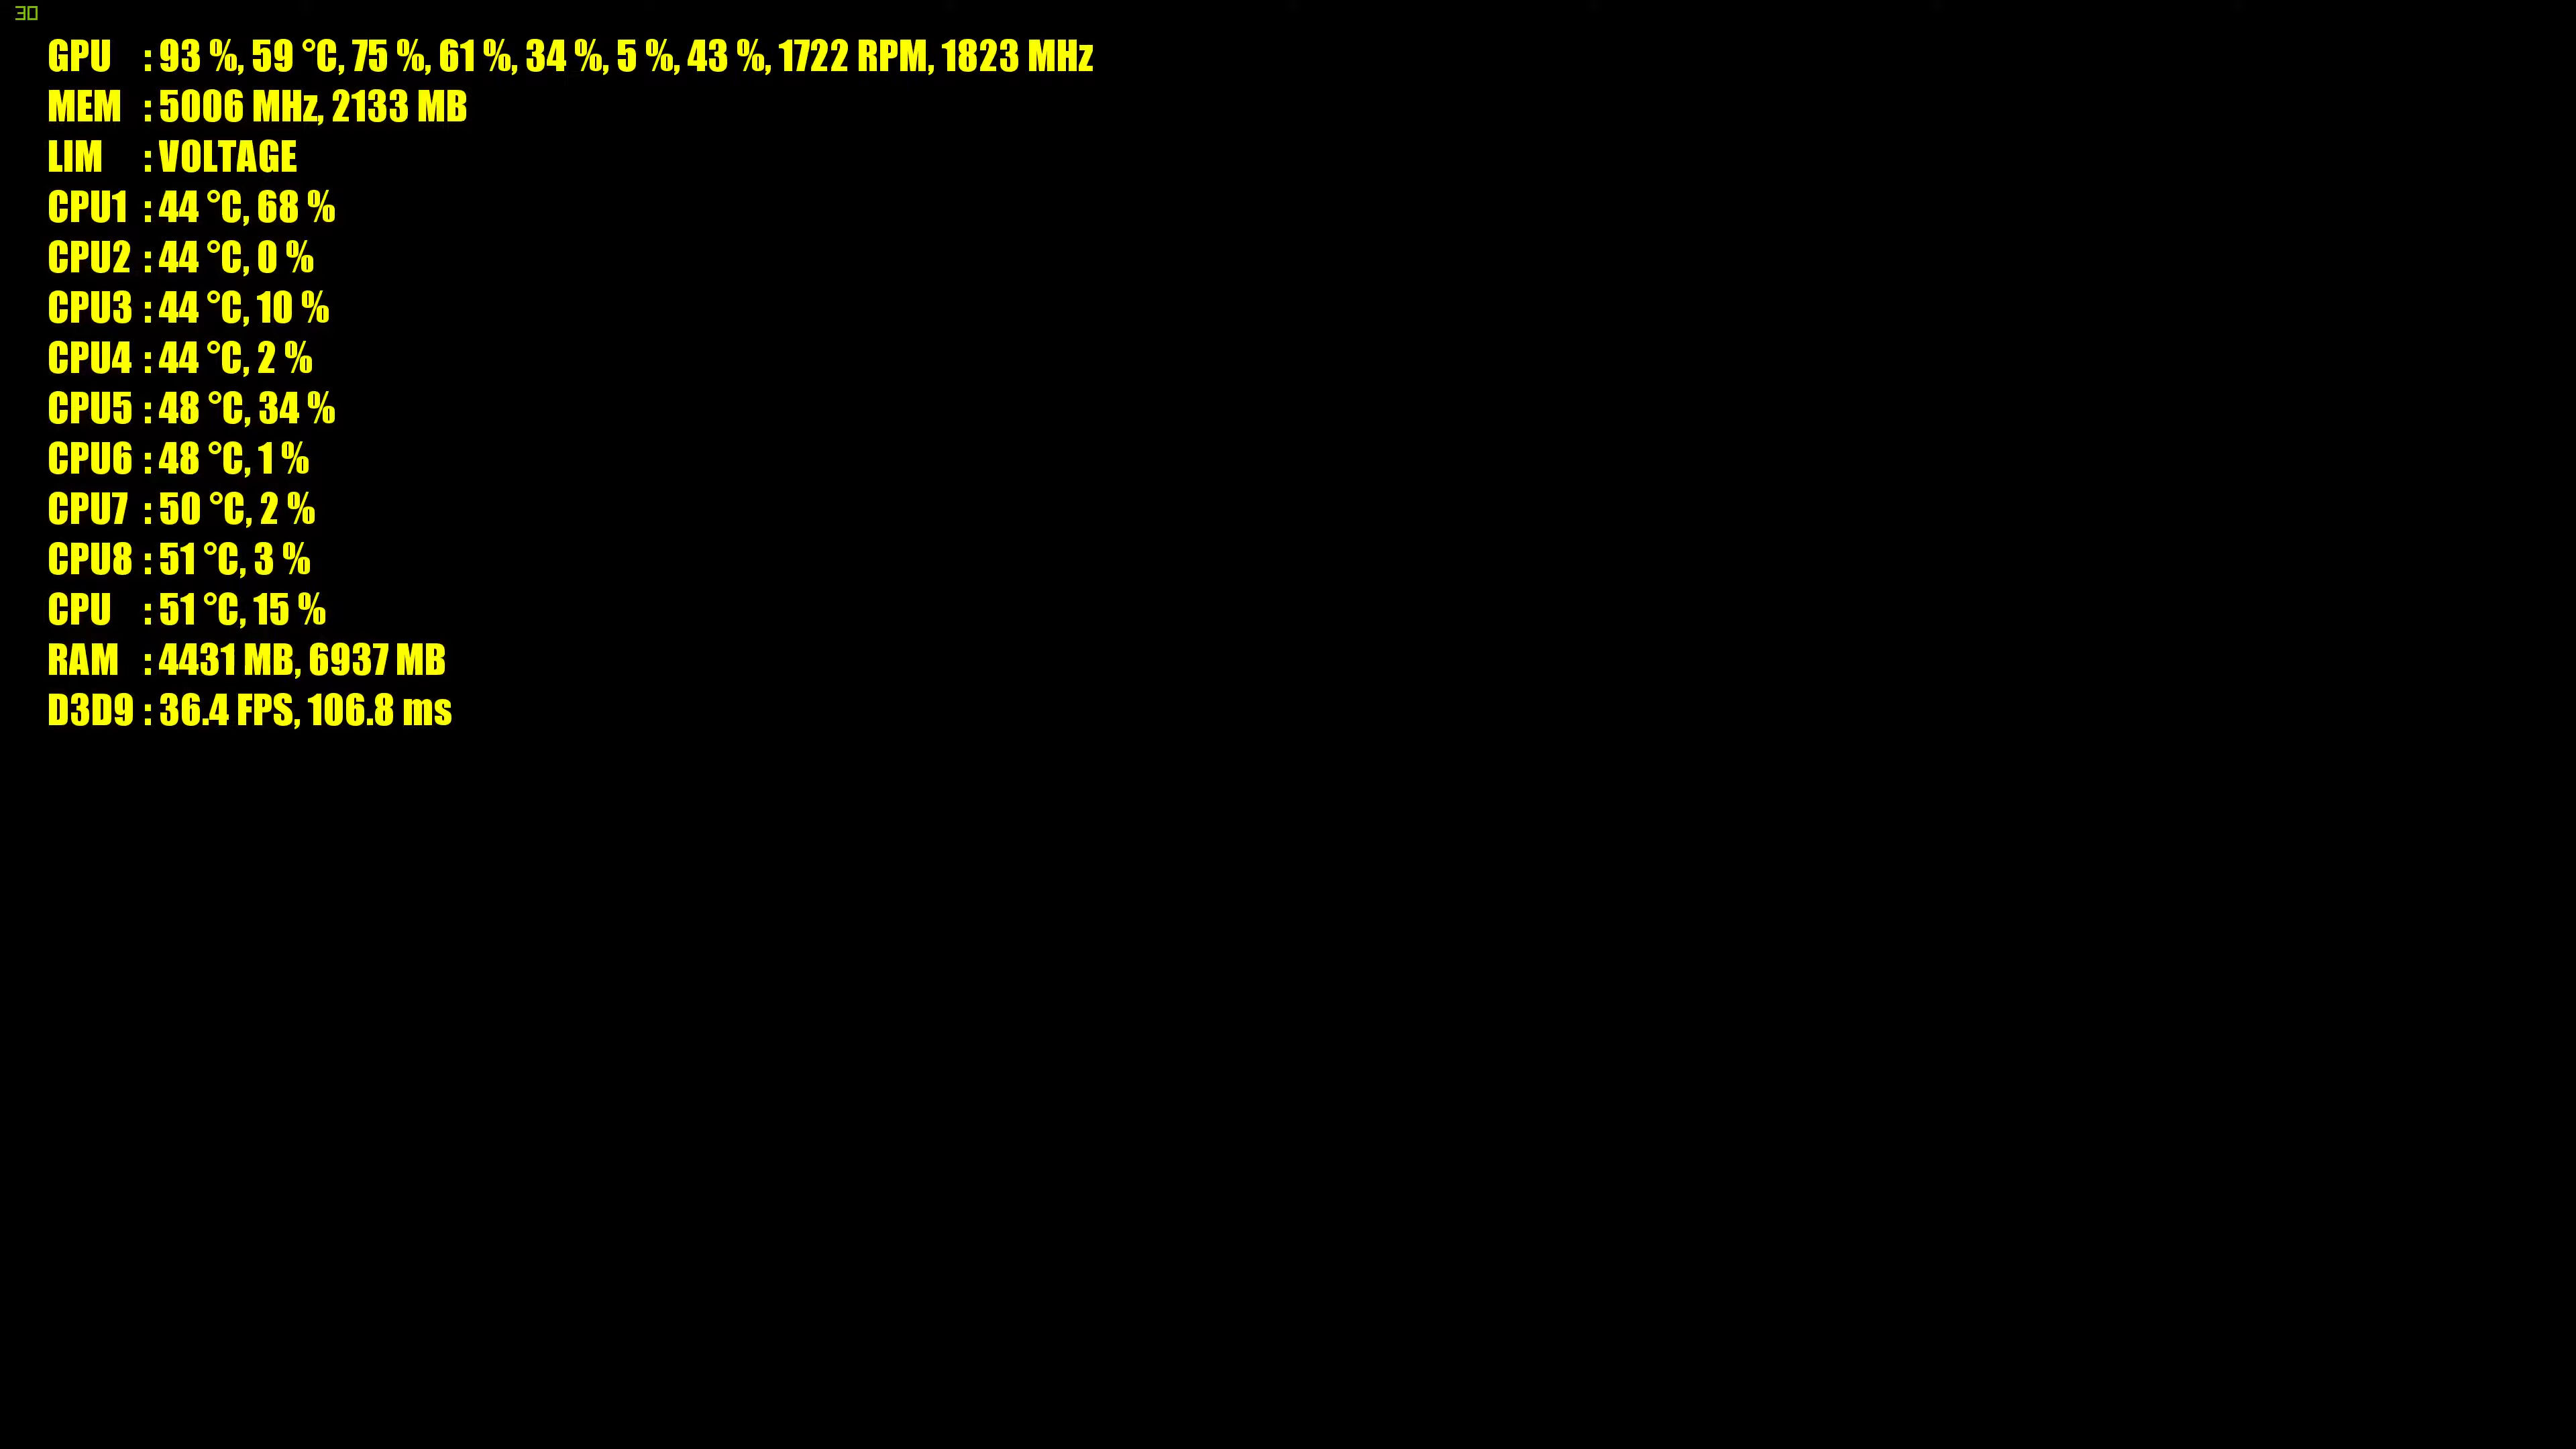 30
GPU : 93 %, 59 °C, 75 %, 61 %, 34 %, 5 %, 43 %, 1722 RPM, 1823 MHz
MEM : 5006 MHz, 2133 MB
LIM : VOLTAGE
CPU1 : 44 °C, 68 %
CPU2 : 44 °C, 0 %
CPU3 : 44 °C, 10 %
CPU4 : 44 °C, 2 %
CPU5 : 48 °C, 34 %
CPU6 : 48 °C, 1 %
CPU7 : 50 °C, 2 %
CPU8 : 51 °C, 3 %
CPU : 51 °C, 15 %
RAM : 4431 MB, 6937 MB
D3D9 : 36.4 FPS, 106.8 ms